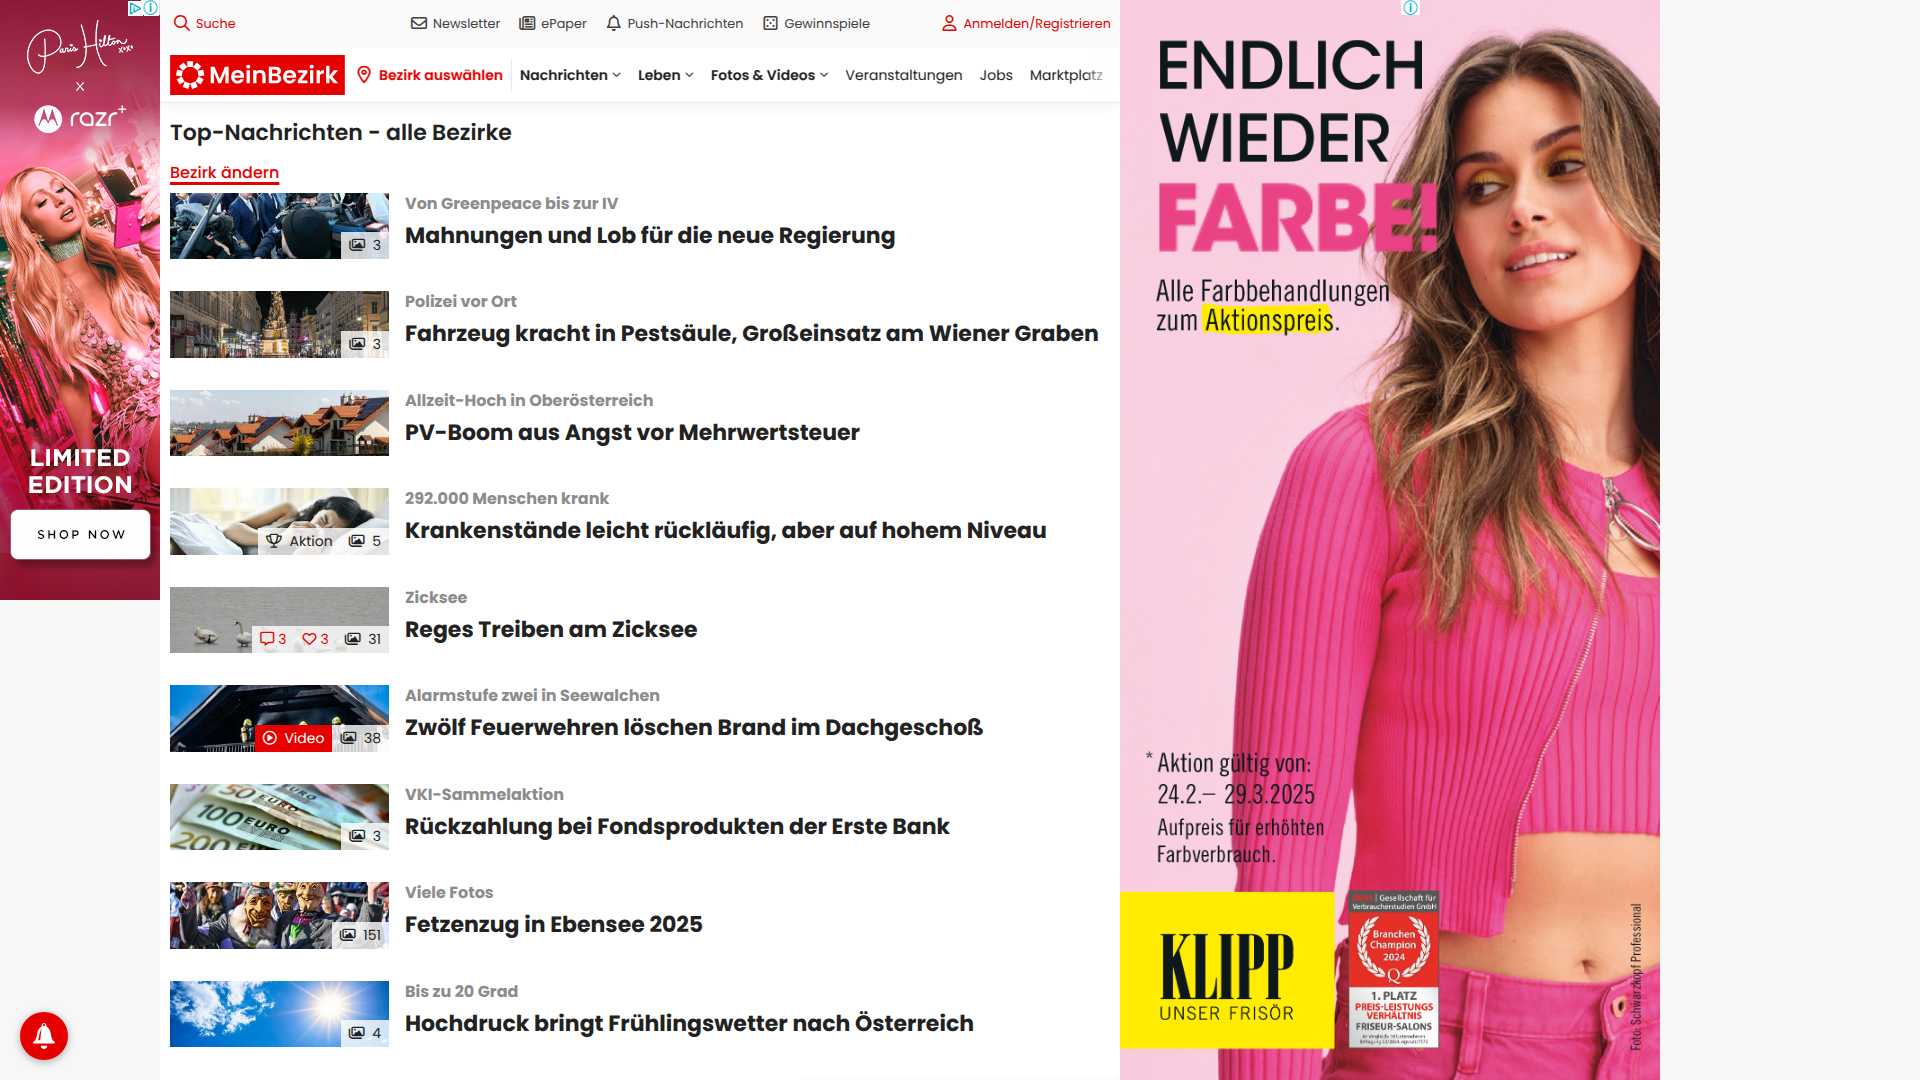 Paris Hilton
xoxo
x
razr+
LIMITED
EDITION
SHOP NOW
Suche
Newsletter
ePaper
Push-Nachrichten
Gewinnspiele
Anmelden/Registrieren
MeinBezirk
Bezirk auswählen
Nachrichten
Leben
Fotos & Videos
Veranstaltungen
Jobs
Marktplatz
Top-Nachrichten - alle Bezirke
Bezirk ändern
3
Von Greenpeace bis zur IV
Mahnungen und Lob für die neue Regierung
3
Polizei vor Ort
Fahrzeug kracht in Pestsäule, Großeinsatz am Wiener Graben
Allzeit-Hoch in Oberösterreich
PV-Boom aus Angst vor Mehrwertsteuer
Aktion 5
292.000 Menschen krank
Krankenstände leicht rückläufig, aber auf hohem Niveau
3 3 31
Zicksee
Reges Treiben am Zicksee
Video 38
Alarmstufe zwei in Seewalchen
Zwölf Feuerwehren löschen Brand im Dachgeschoß
50 EURO
100 EURO
200
3
VKI-Sammelaktion
Rückzahlung bei Fondsprodukten der Erste Bank
151
Viele Fotos
Fetzenzug in Ebensee 2025
4
Bis zu 20 Grad
Hochdruck bringt Frühlingswetter nach Österreich
ENDLICH
WIEDER
FARBE!
Alle Farbbehandlungen
zum Aktionspreis.
* Aktion gültig von:
24.2.– 29.3.2025
Aufpreis für erhöhten
Farbverbrauch.
KLIPP
UNSER FRISÖR
Gesellschaft für
Verbraucherstudien GmbH
Branchen
Champion
2024
Q
1. PLATZ
PREIS-LEISTUNGS
VERHÄLTNIS
FRISEUR-SALONS
Foto: Schwarzkopf Professional